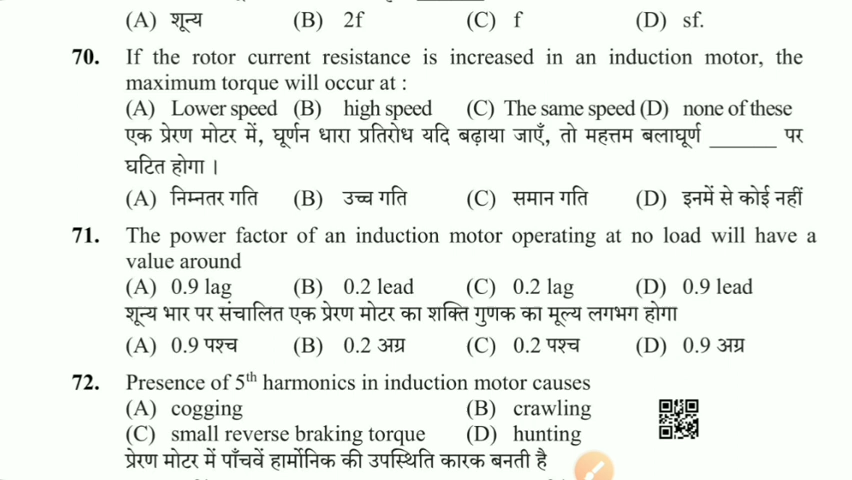 (A) शून्य (B) 2f (C) f (D) sf.
70. If the rotor current resistance is increased in an induction motor, the
maximum torque will occur at :
(A) Lower speed (B) high speed (C) The same speed (D) none of these
एक प्रेरण मोटर में, घूर्णन धारा प्रतिरोध यदि बढ़ाया जाएँ, तो महत्तम बलाघूर्ण ______ पर
घटित होगा ।
(A) निम्नतर गति (B) उच्च गति (C) समान गति (D) इनमें से कोई नहीं
71. The power factor of an induction motor operating at no load will have a
value around
(A) 0.9 lag (B) 0.2 lead (C) 0.2 lag (D) 0.9 lead
शून्य भार पर संचालित एक प्रेरण मोटर का शक्ति गुणक का मूल्य लगभग होगा
(A) 0.9 पश्च (B) 0.2 अग्र (C) 0.2 पश्च (D) 0.9 अग्र
72. Presence of 5th harmonics in induction motor causes
(A) cogging (B) crawling
(C) small reverse braking torque (D) hunting
प्रेरण मोटर में पाँचवें हार्मोनिक की उपस्थिति कारक बनती है